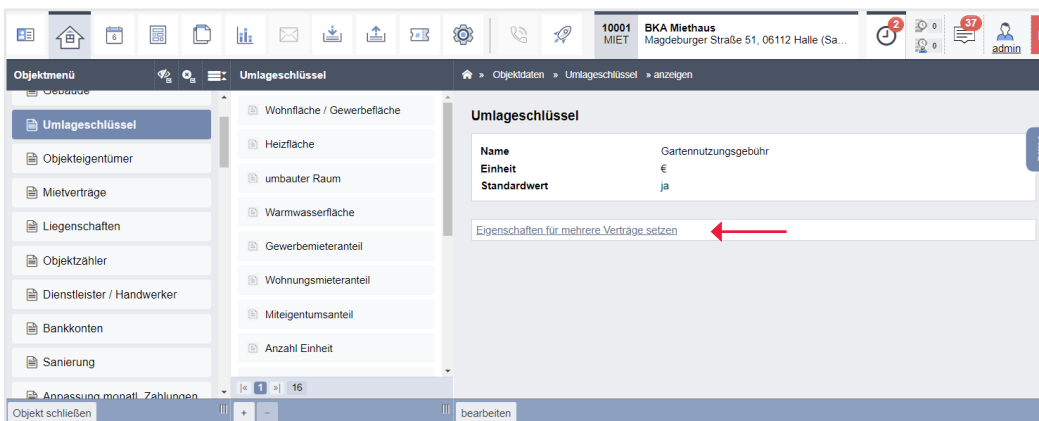 6
10001 BKA Miethaus
MIET Magdeburger Straße 51, 06112 Halle (Sa...
2
0
0
37
admin
Objektmenü
Umlageschlüssel
» Objektdaten » Umlageschlüssel » anzeigen
Gebäude
Umlageschlüssel
Objekteigentümer
Mietverträge
Liegenschaften
Objektzähler
Dienstleister / Handwerker
Bankkonten
Sanierung
Anpassung monatl. Zahlungen
Objekt schließen
Wohnfläche / Gewerbefläche
Heizfläche
umbauter Raum
Warmwasserfläche
Gewerbemieteranteil
Wohnungsmieteranteil
Miteigentumsanteil
Anzahl Einheit
|« 1 »| 16
+ -
Umlageschlüssel
Name Gartennutzungsgebühr
Einheit €
Standardwert ja
Eigenschaften für mehrere Verträge setzen
bearbeiten